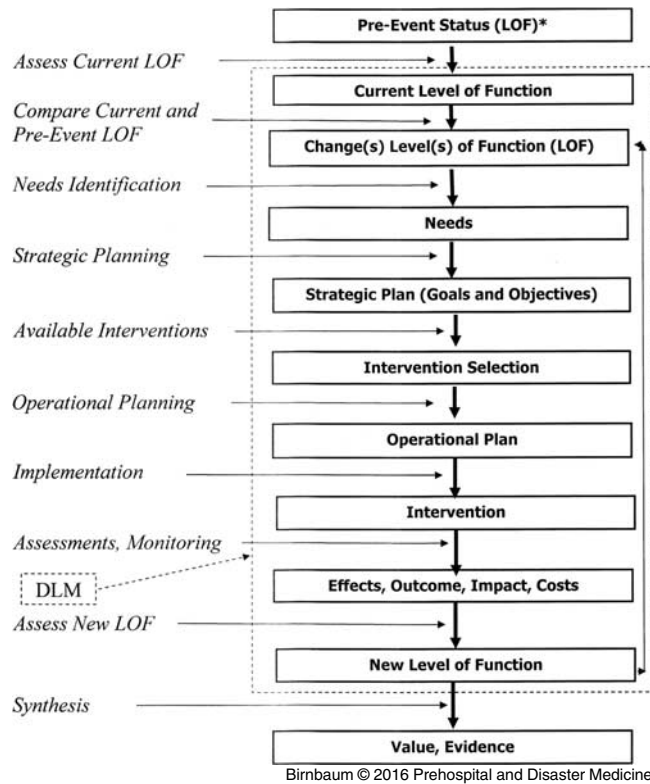 Pre-Event Status (LOF)*
Assess Current LOF
Current Level of Function
Compare Current and
Pre-Event LOF
Change(s) Level(s) of Function (LOF)
Needs Identification
Needs
Strategic Planning
Strategic Plan (Goals and Objectives)
Available Interventions
Intervention Selection
Operational Planning
Operational Plan
Implementation
Intervention
Assessments, Monitoring
Effects, Outcome, Impact, Costs
DLM
Assess New LOF
New Level of Function
Synthesis
Value, Evidence
Birnbaum © 2016 Prehospital and Disaster Medicine